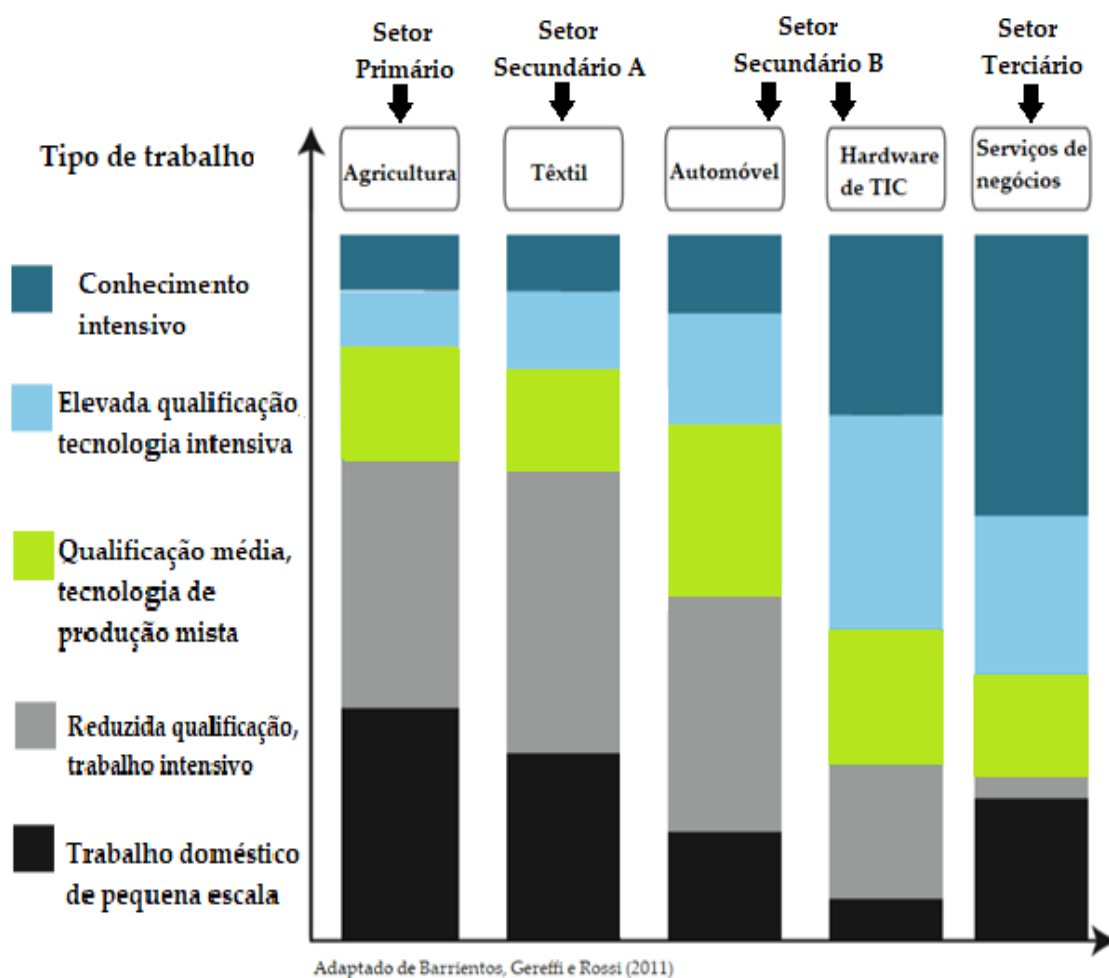 Setor
Primário
Setor
Secundário A
Setor
Secundário B
Setor
Terciário
Tipo de trabalho
Agricultura
Têxtil
Automóvel
Hardware
de TIC
Serviços de
negócios
Conhecimento
intensivo
Elevada qualificação,
tecnologia intensiva
Qualificação média,
tecnologia de
produção mista
Reduzida qualificação,
trabalho intensivo
Trabalho doméstico
de pequena escala
Adaptado de Barrientos, Gereffi e Rossi (2011)